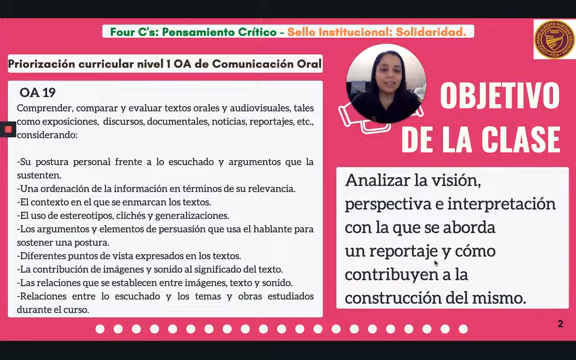 Four C's: Pensamiento Crítico - Sello Institucional: Solidaridad.
Priorización curricular nivel 1 OA de Comunicación Oral
OA 19
Comprender, comparar y evaluar textos orales y audiovisuales, tales
como exposiciones, discursos, documentales, noticias, reportajes, etc.,
considerando:
-Su postura personal frente a lo escuchado y argumentos que la
sustenten.
-Una ordenación de la información en términos de su relevancia.
-El contexto en el que se enmarcan los textos.
-El uso de estereotipos, clichés y generalizaciones.
-Los argumentos y elementos de persuasión que usa el hablante para
sostener una postura.
-Diferentes puntos de vista expresados en los textos.
-La contribución de imágenes y sonido al significado del texto.
-Las relaciones que se establecen entre imágenes, texto y sonido.
-Relaciones entre lo escuchado y los temas y obras estudiados
durante el curso.
OBJETIVO
DE LA CLASE
Analizar la visión,
perspectiva e interpretación
con la que se aborda
un reportaje y cómo
contribuyen a la
construcción del mismo.
2